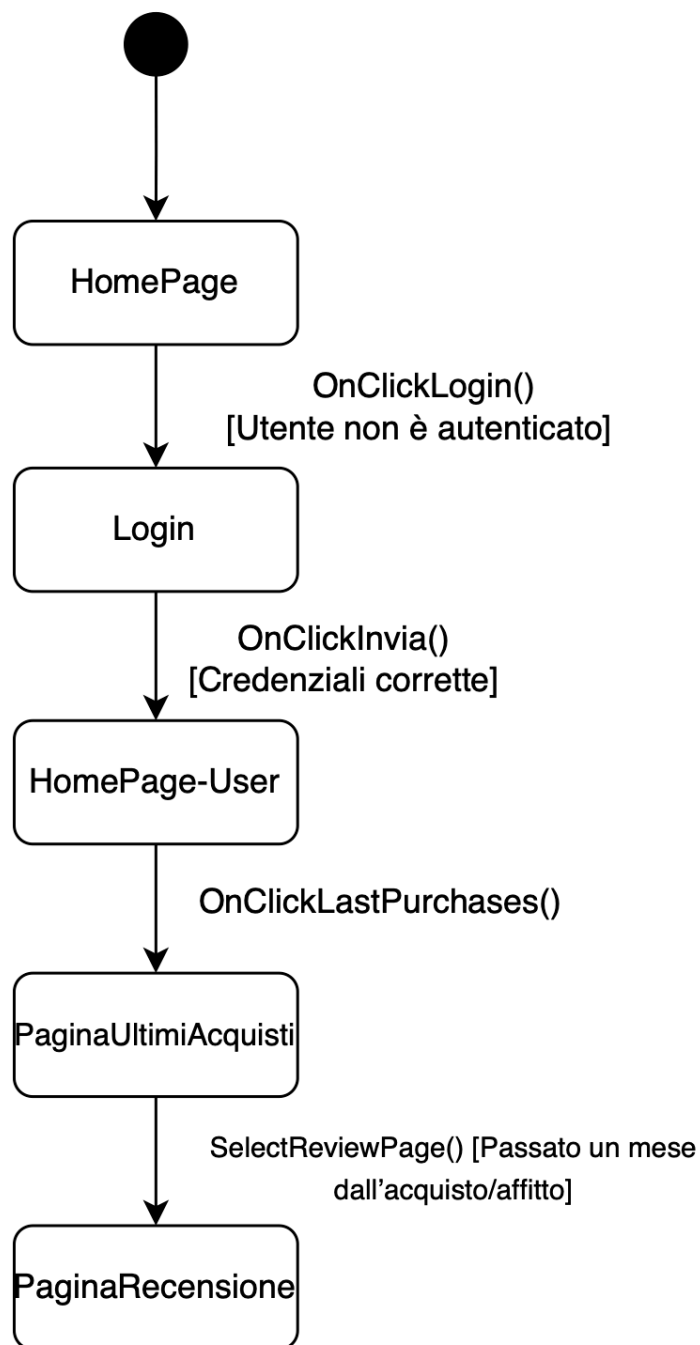 HomePage
OnClickLogin()
[Utente non è autenticato]
Login
OnClickInvia()
[Credenziali corrette]
HomePage-User
OnClickLastPurchases()
PaginaUltimiAcquisti
SelectReviewPage() [Passato un mese
dall'acquisto/affitto]
PaginaRecensione